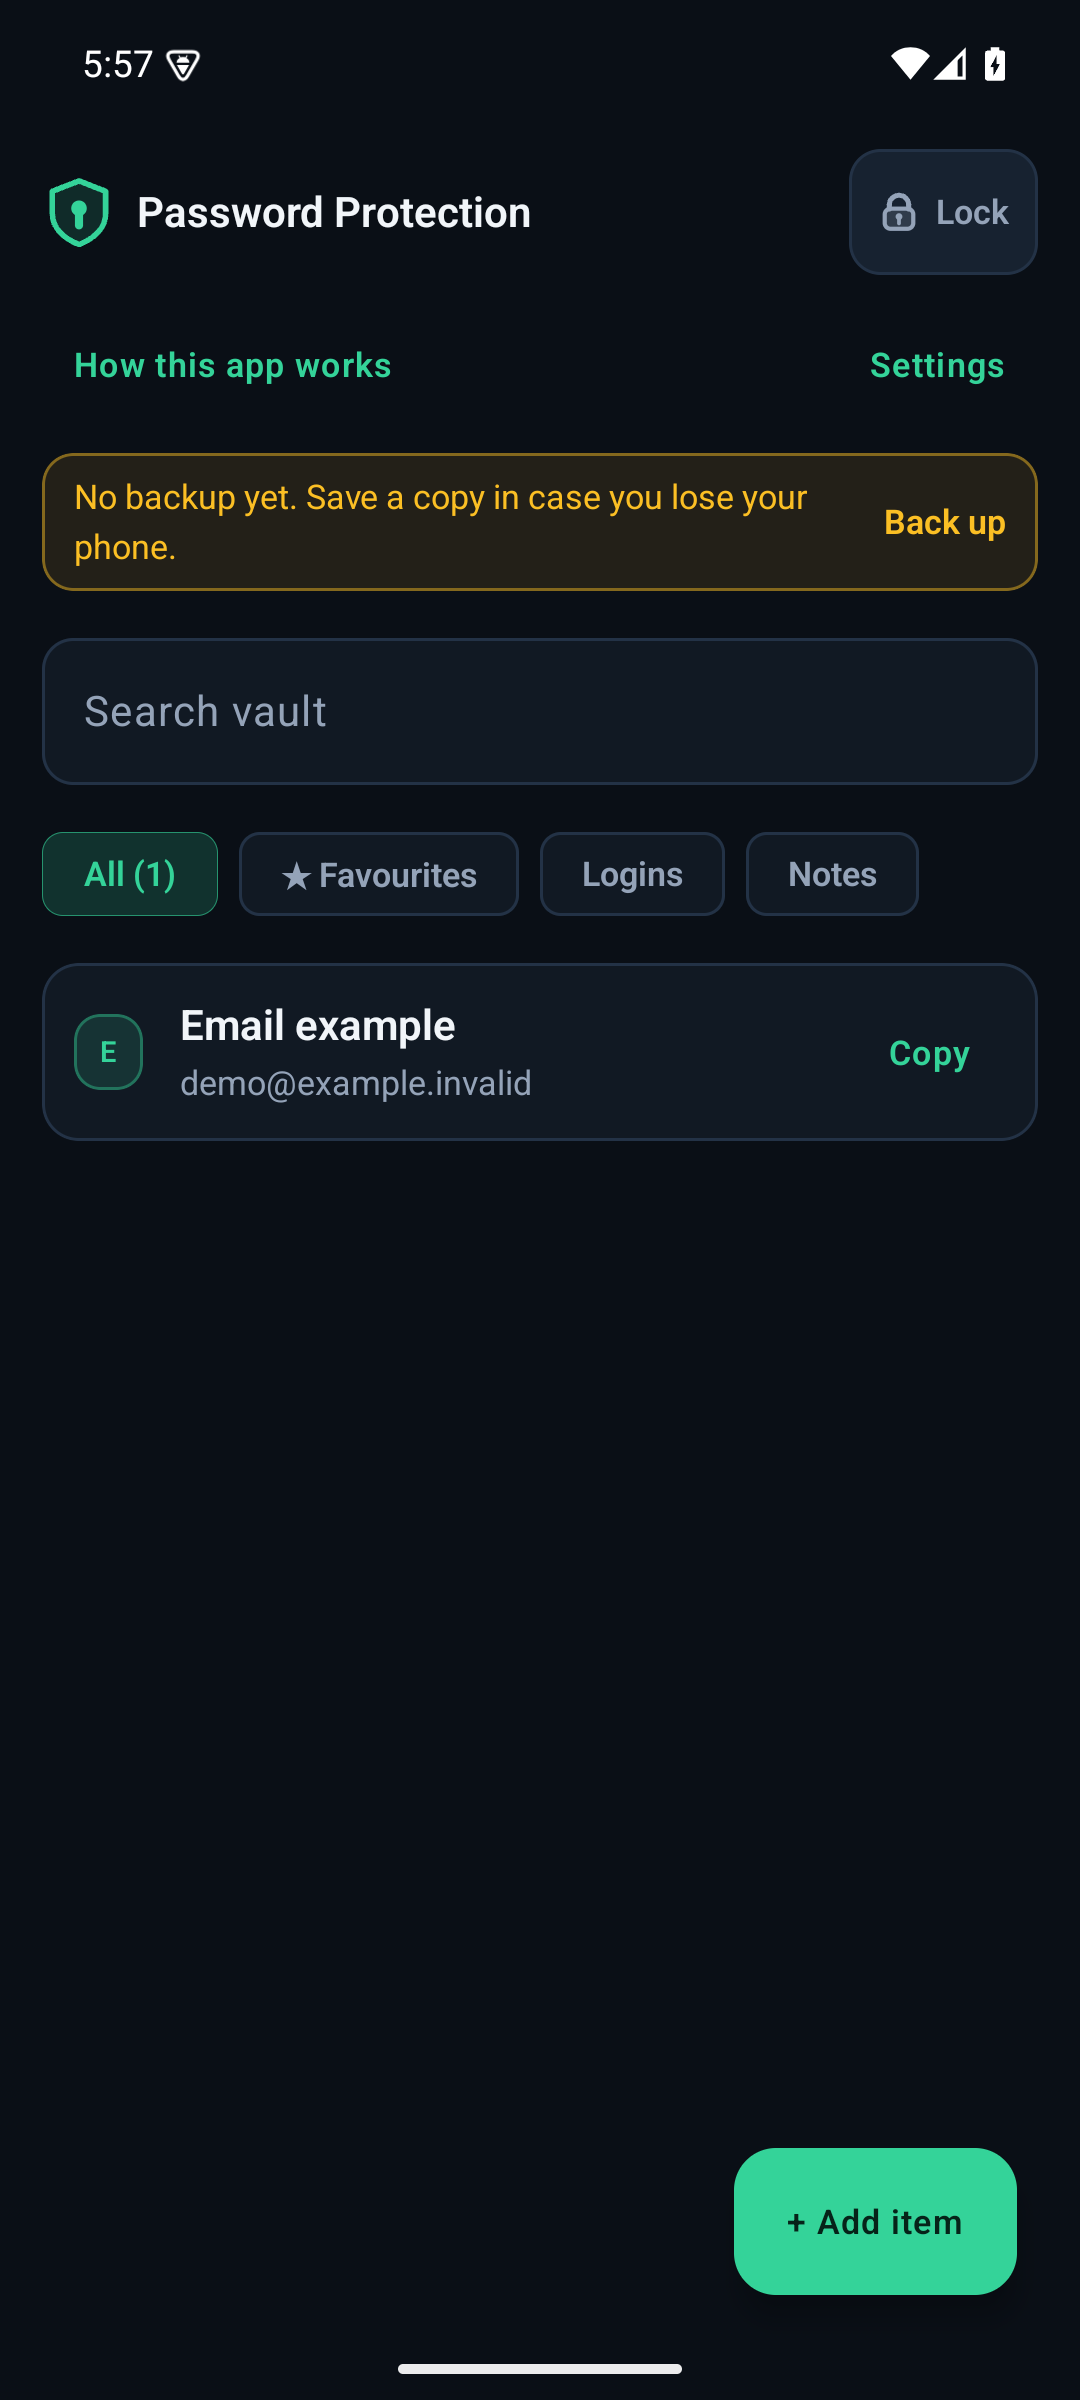 5:57
Password Protection
Lock
How this app works
Settings
No backup yet. Save a copy in case you lose your
phone.
Back up
Search vault
All (1)
★ Favourites
Logins
Notes
E
Email example
demo@example.invalid
Copy
+ Add item